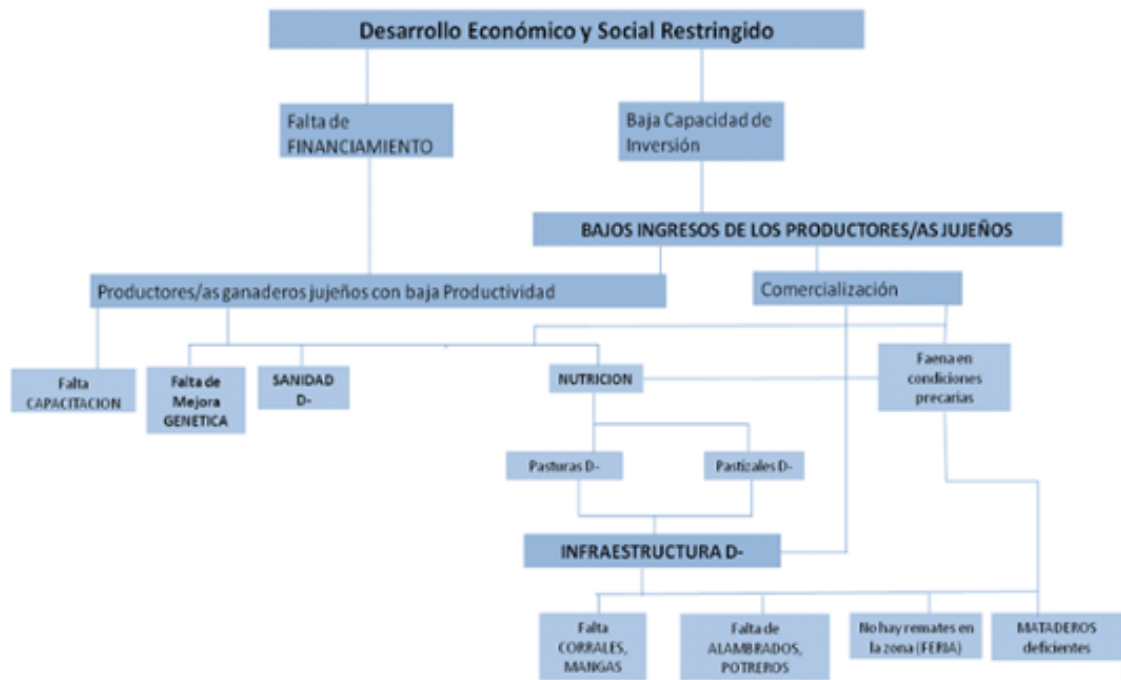 Desarrollo Económico y Social Restringido
Falta de
FINANCIAMIENTO
Baja Capacidad de
Inversión
BAJOS INGRESOS DE LOS PRODUCTORES/AS JUJEÑOS
Productores/as ganaderos jujeños con baja Productividad
Comercialización
Falta
CAPACITACION
Falta de
Mejora
GENETICA
SANIDAD
D-
NUTRICION
Faena en
condiciones
precarias
Pasturas D-
Pastizales D-
INFRAESTRUCTURA D-
Falta
CORRALES,
MANGAS
Falta de
ALAMBRADOS,
POTREROS
No hay remates en
la zona (FERIA)
MATADEROS
deficientes